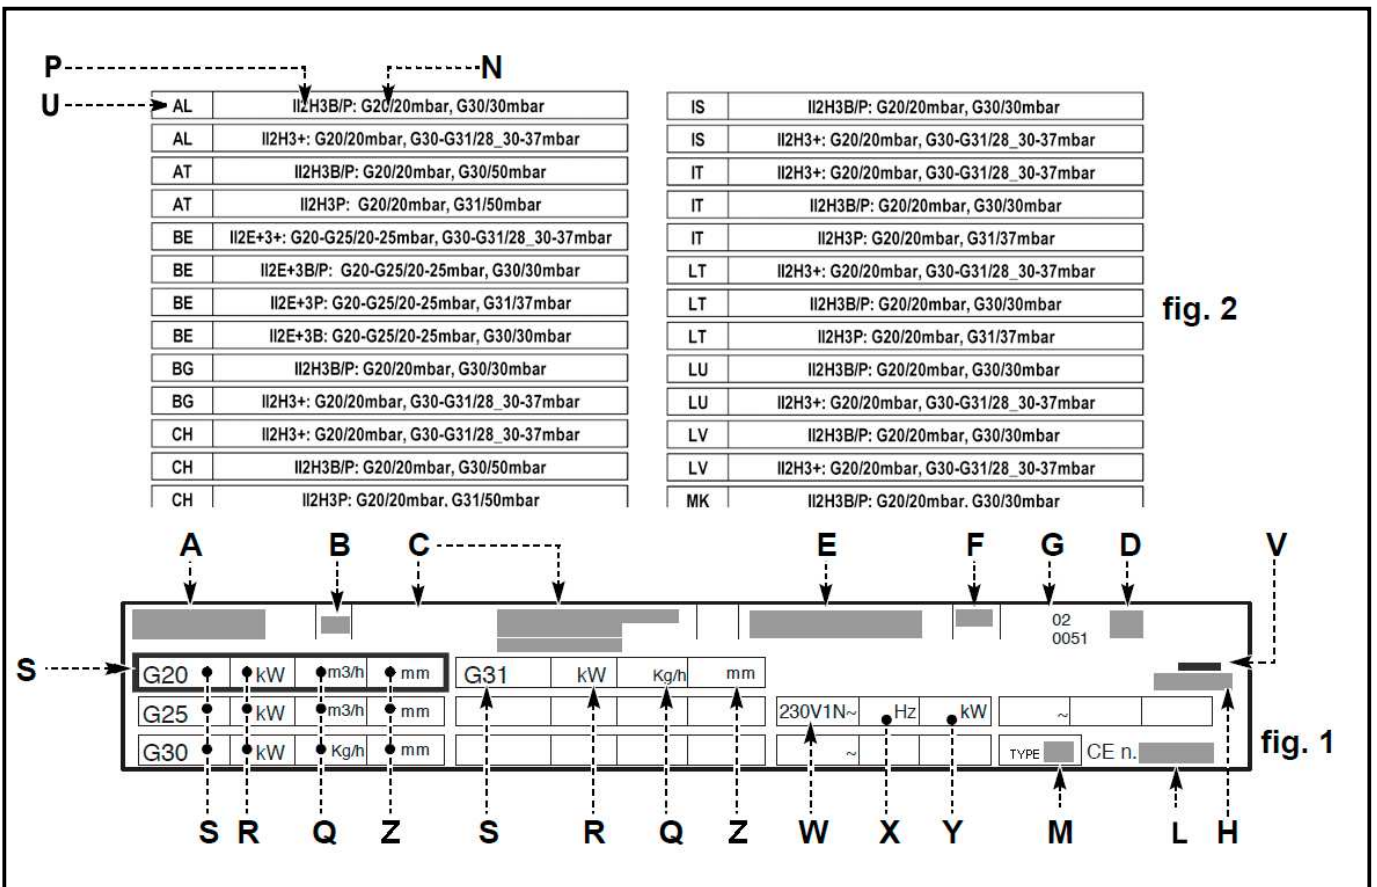 P N
U
AL II2H3B/P: G20/20mbar, G30/30mbar
AL II2H3+: G20/20mbar, G30-G31/28_30-37mbar
AT II2H3B/P: G20/20mbar, G30/50mbar
AT II2H3P: G20/20mbar, G31/50mbar
BE II2E+3+: G20-G25/20-25mbar, G30-G31/28_30-37mbar
BE II2E+3B/P: G20-G25/20-25mbar, G30/30mbar
BE II2E+3P: G20-G25/20-25mbar, G31/37mbar
BE II2E+3B: G20-G25/20-25mbar, G30/30mbar
BG II2H3B/P: G20/20mbar, G30/30mbar
BG II2H3+: G20/20mbar, G30-G31/28_30-37mbar
CH II2H3+: G20/20mbar, G30-G31/28_30-37mbar
CH II2H3B/P: G20/20mbar, G30/50mbar
CH II2H3P: G20/20mbar, G31/50mbar
IS II2H3B/P: G20/20mbar, G30/30mbar
IS II2H3+: G20/20mbar, G30-G31/28_30-37mbar
IT II2H3+: G20/20mbar, G30-G31/28_30-37mbar
IT II2H3B/P: G20/20mbar, G30/30mbar
IT II2H3P: G20/20mbar, G31/37mbar
LT II2H3+: G20/20mbar, G30-G31/28_30-37mbar
LT II2H3B/P: G20/20mbar, G30/30mbar
LT II2H3P: G20/20mbar, G31/37mbar
LU II2H3B/P: G20/20mbar, G30/30mbar
LU II2H3+: G20/20mbar, G30-G31/28_30-37mbar
LV II2H3B/P: G20/20mbar, G30/30mbar
LV II2H3+: G20/20mbar, G30-G31/28_30-37mbar
MK II2H3B/P: G20/20mbar, G30/30mbar
fig. 2
A B C E F G D V
02
0051
S
G20 kW m3/h mm G31 kW Kg/h mm
G25 kW m3/h mm 230V1N~ Hz kW ~
G30 kW Kg/h mm ~ TYPE CE n.
fig. 1
S R Q Z S R Q Z W X Y M L H